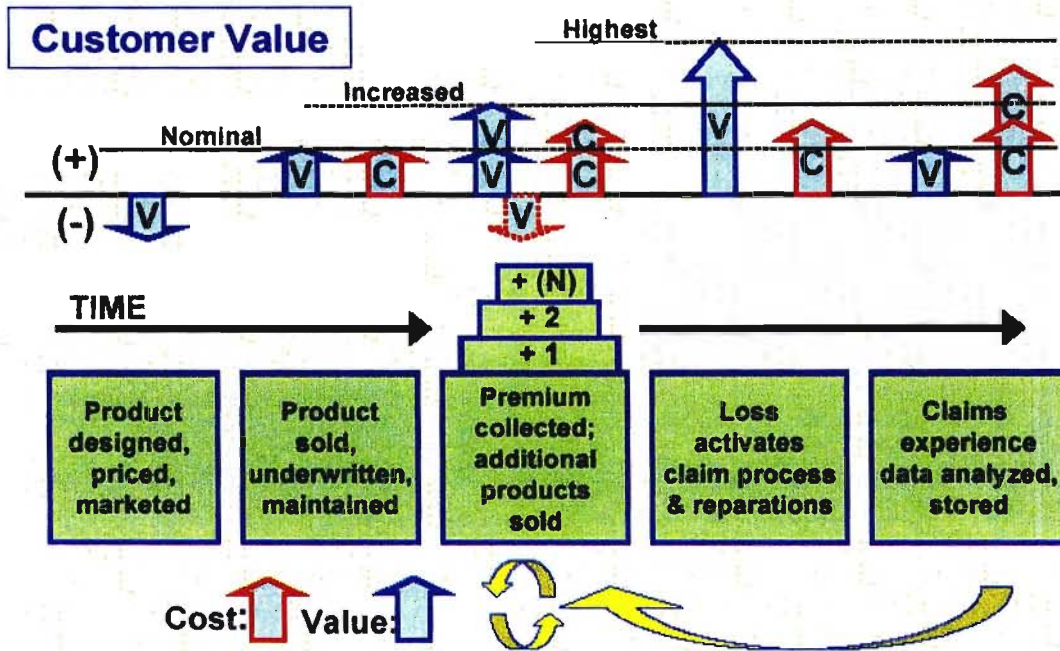 Customer Value
Highest
Increased
Nominal
(+)
(-)
V
V
C
V
V
V
C
C
V
C
V
C
C
TIME
+ (N)
+ 2
+ 1
Product
designed,
priced,
marketed
Product
sold,
underwritten,
maintained
Premium
collected;
additional
products
sold
Loss
activates
claim process
& reparations
Claims
experience
data analyzed,
stored
Cost:
Value: